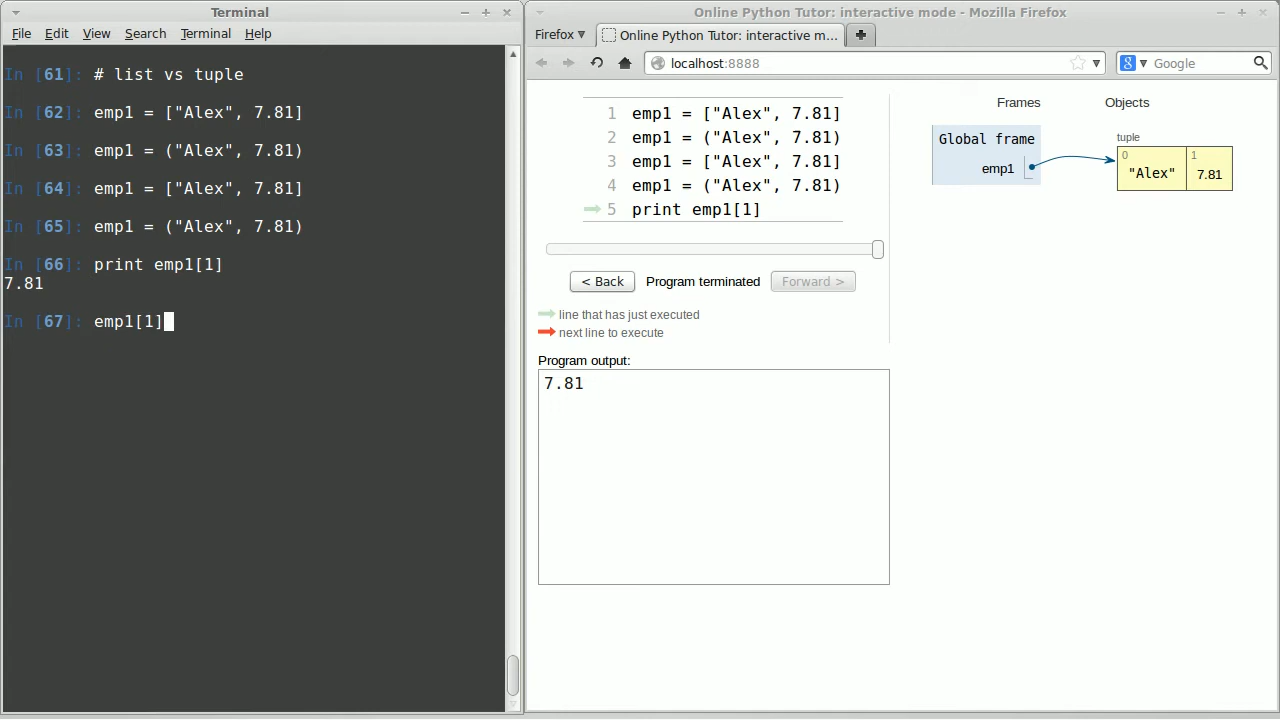 Terminal
File Edit View Search Terminal Help
In [61]: # list vs tuple
In [62]: emp1 = ["Alex", 7.81]
In [63]: emp1 = ("Alex", 7.81)
In [64]: emp1 = ["Alex", 7.81]
In [65]: emp1 = ("Alex", 7.81)
In [66]: print emp1[1]
7.81
In [67]: emp1[1]
Online Python Tutor: interactive mode - Mozilla Firefox
Firefox
Online Python Tutor: interactive m...
localhost:8888
Google
1 emp1 = ["Alex", 7.81]
2 emp1 = ("Alex", 7.81)
3 emp1 = ["Alex", 7.81]
4 emp1 = ("Alex", 7.81)
5 print emp1[1]
< Back Program terminated Forward >
line that has just executed
next line to execute
Program output:
7.81
Frames Objects
Global frame
emp1
tuple
0 1
"Alex" 7.81